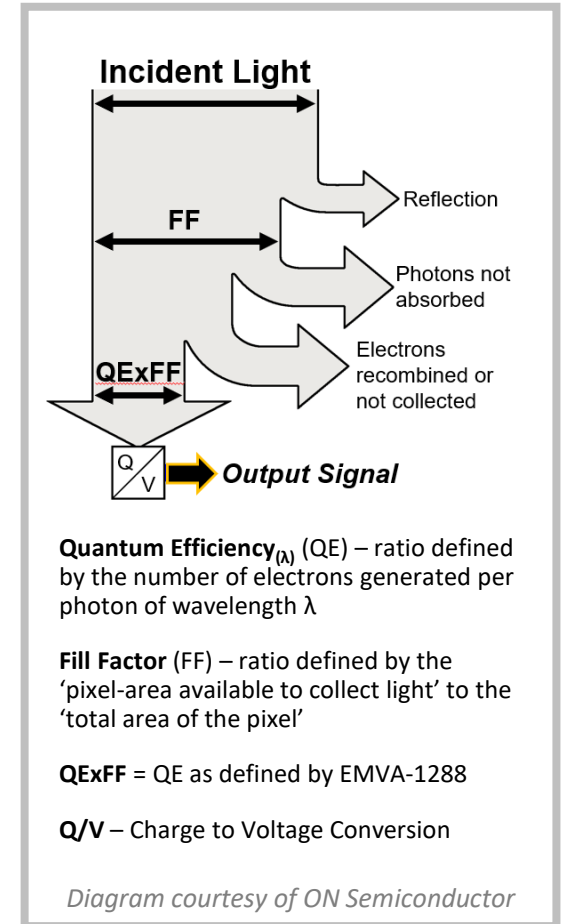 Incident Light
Reflection
FF
Photons not
absorbed
Electrons
recombined or
not collected
QExFF
Q
V
Output Signal
Quantum Efficiency(λ) (QE) – ratio defined
by the number of electrons generated per
photon of wavelength λ
Fill Factor (FF) – ratio defined by the
‘pixel-area available to collect light’ to the
‘total area of the pixel’
QExFF = QE as defined by EMVA-1288
Q/V – Charge to Voltage Conversion
Diagram courtesy of ON Semiconductor